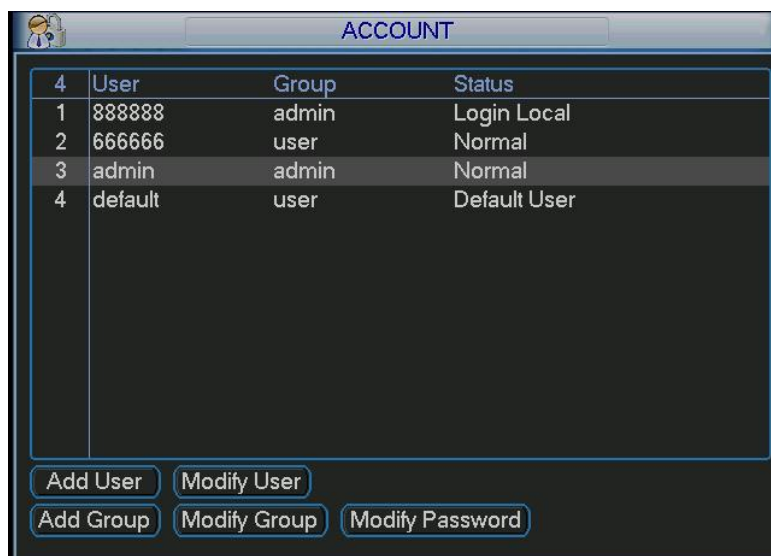 ACCOUNT
4 User Group Status
1 888888 admin Login Local
2 666666 user Normal
3 admin admin Normal
4 default user Default User
Add User Modify User
Add Group Modify Group Modify Password